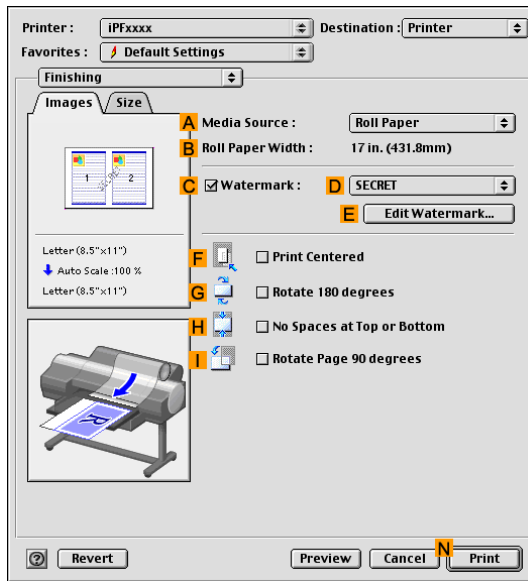 Printer : iPFxxxx Destination : Printer
Favorites : Default Settings
Finishing
Images Size
A Media Source : Roll Paper
B Roll Paper Width : 17 in. (431.8mm)
C Watermark : D SECRET
E Edit Watermark...
1 2
SECRET
Letter (8.5"x11")
Auto Scale :100 %
Letter (8.5"x11")
F Print Centered
G Rotate 180 degrees
H No Spaces at Top or Bottom
I Rotate Page 90 degrees
R
? Revert Preview Cancel N Print